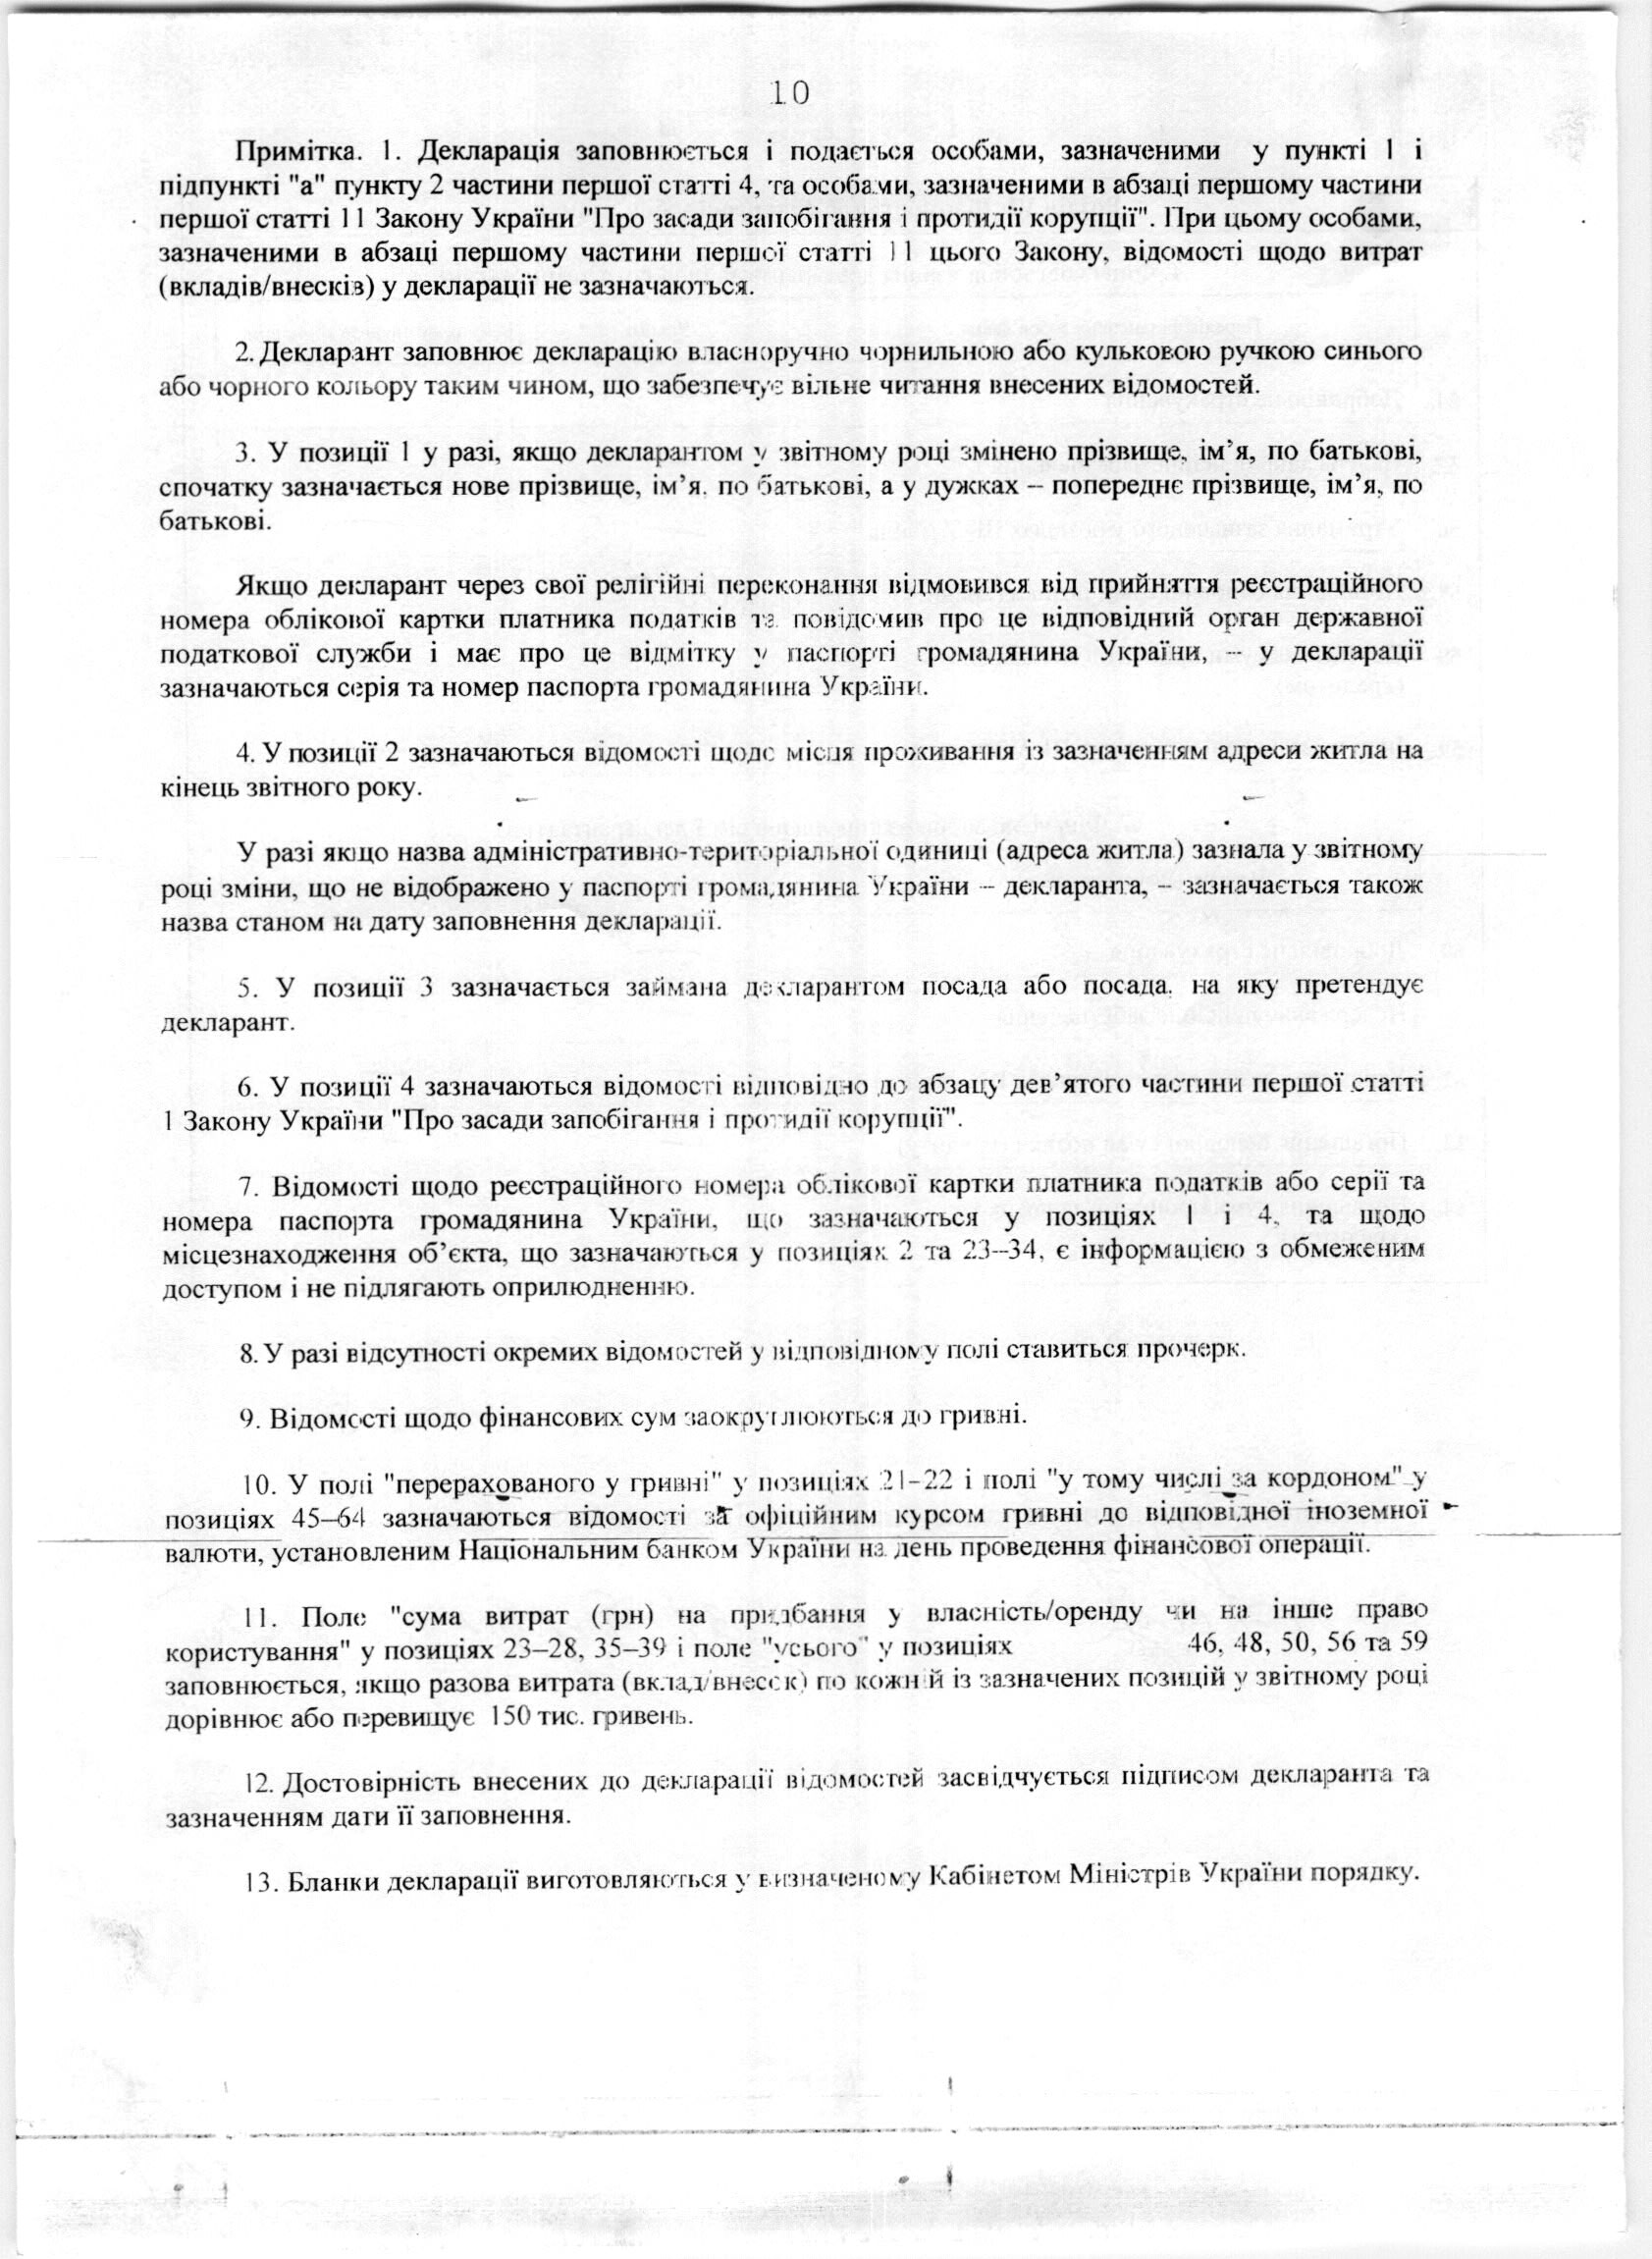 10
Примітка. 1. Декларація заповнюється і подається особами, зазначеними у пункті 1 і
підпункті "а" пункту 2 частини першої статті 4, та особами, зазначеними в абзаці першому частини
першої статті 11 Закону України "Про засади запобігання і протидії корупції". При цьому особами,
зазначеними в абзаці першому частини першої статті 11 цього Закону, відомості щодо витрат
(вкладів/внесків) у декларації не зазначаються.
2. Декларант заповнює декларацію власноручно чорнильною або кульковою ручкою синього
або чорного кольору таким чином, що забезпечує вільне читання внесених відомостей.
3. У позиції 1 у разі, якщо декларантом у звітному році змінено прізвище, ім’я, по батькові,
спочатку зазначається нове прізвище, ім’я, по батькові, а у дужках – попереднє прізвище, ім’я, по
батькові.
Якщо декларант через свої релігійні переконання відмовився від прийняття реєстраційного
номера облікової картки платника податків та повідомив про це відповідний орган державної
податкової служби і має про це відмітку у паспорті громадянина України, – у декларації
зазначаються серія та номер паспорта громадянина України.
4. У позиції 2 зазначаються відомості щодо місця проживання із зазначенням адреси житла на
кінець звітного року.
У разі якщо назва адміністративно-територіальної одиниці (адреса житла) зазнала у звітному
році зміни, що не відображено у паспорті громадянина України – декларанта, – зазначається також
назва станом на дату заповнення декларації.
5. У позиції 3 зазначається займана декларантом посада або посада, на яку претендує
декларант.
6. У позиції 4 зазначаються відомості відповідно до абзацу дев’ятого частини першої статті
1 Закону України "Про засади запобігання і протидії корупції".
7. Відомості щодо реєстраційного номера облікової картки платника податків або серії та
номера паспорта громадянина України, що зазначаються у позиціях 1 і 4, та щодо
місцезнаходження об’єкта, що зазначаються у позиціях 2 та 23–34, є інформацією з обмеженим
доступом і не підлягають оприлюдненню.
8. У разі відсутності окремих відомостей у відповідному полі ставиться прочерк.
9. Відомості щодо фінансових сум заокруглюються до гривні.
10. У полі "перерахованого у гривні" у позиціях 21–22 і полі "у тому числі за кордоном" у
позиціях 45–64 зазначаються відомості за офіційним курсом гривні до відповідної іноземної
валюти, установленим Національним банком України на день проведення фінансової операції.
11. Поле "сума витрат (грн) на придбання у власність/оренду чи на інше право
користування" у позиціях 23–28, 35–39 і поле "усього" у позиціях 46, 48, 50, 56 та 59
заповнюється, якщо разова витрата (вклад/внесок) по кожній із зазначених позицій у звітному році
дорівнює або перевищує 150 тис. гривень.
12. Достовірність внесених до декларації відомостей засвідчується підписом декларанта та
зазначенням дати її заповнення.
13. Бланки декларації виготовляються у визначеному Кабінетом Міністрів України порядку.